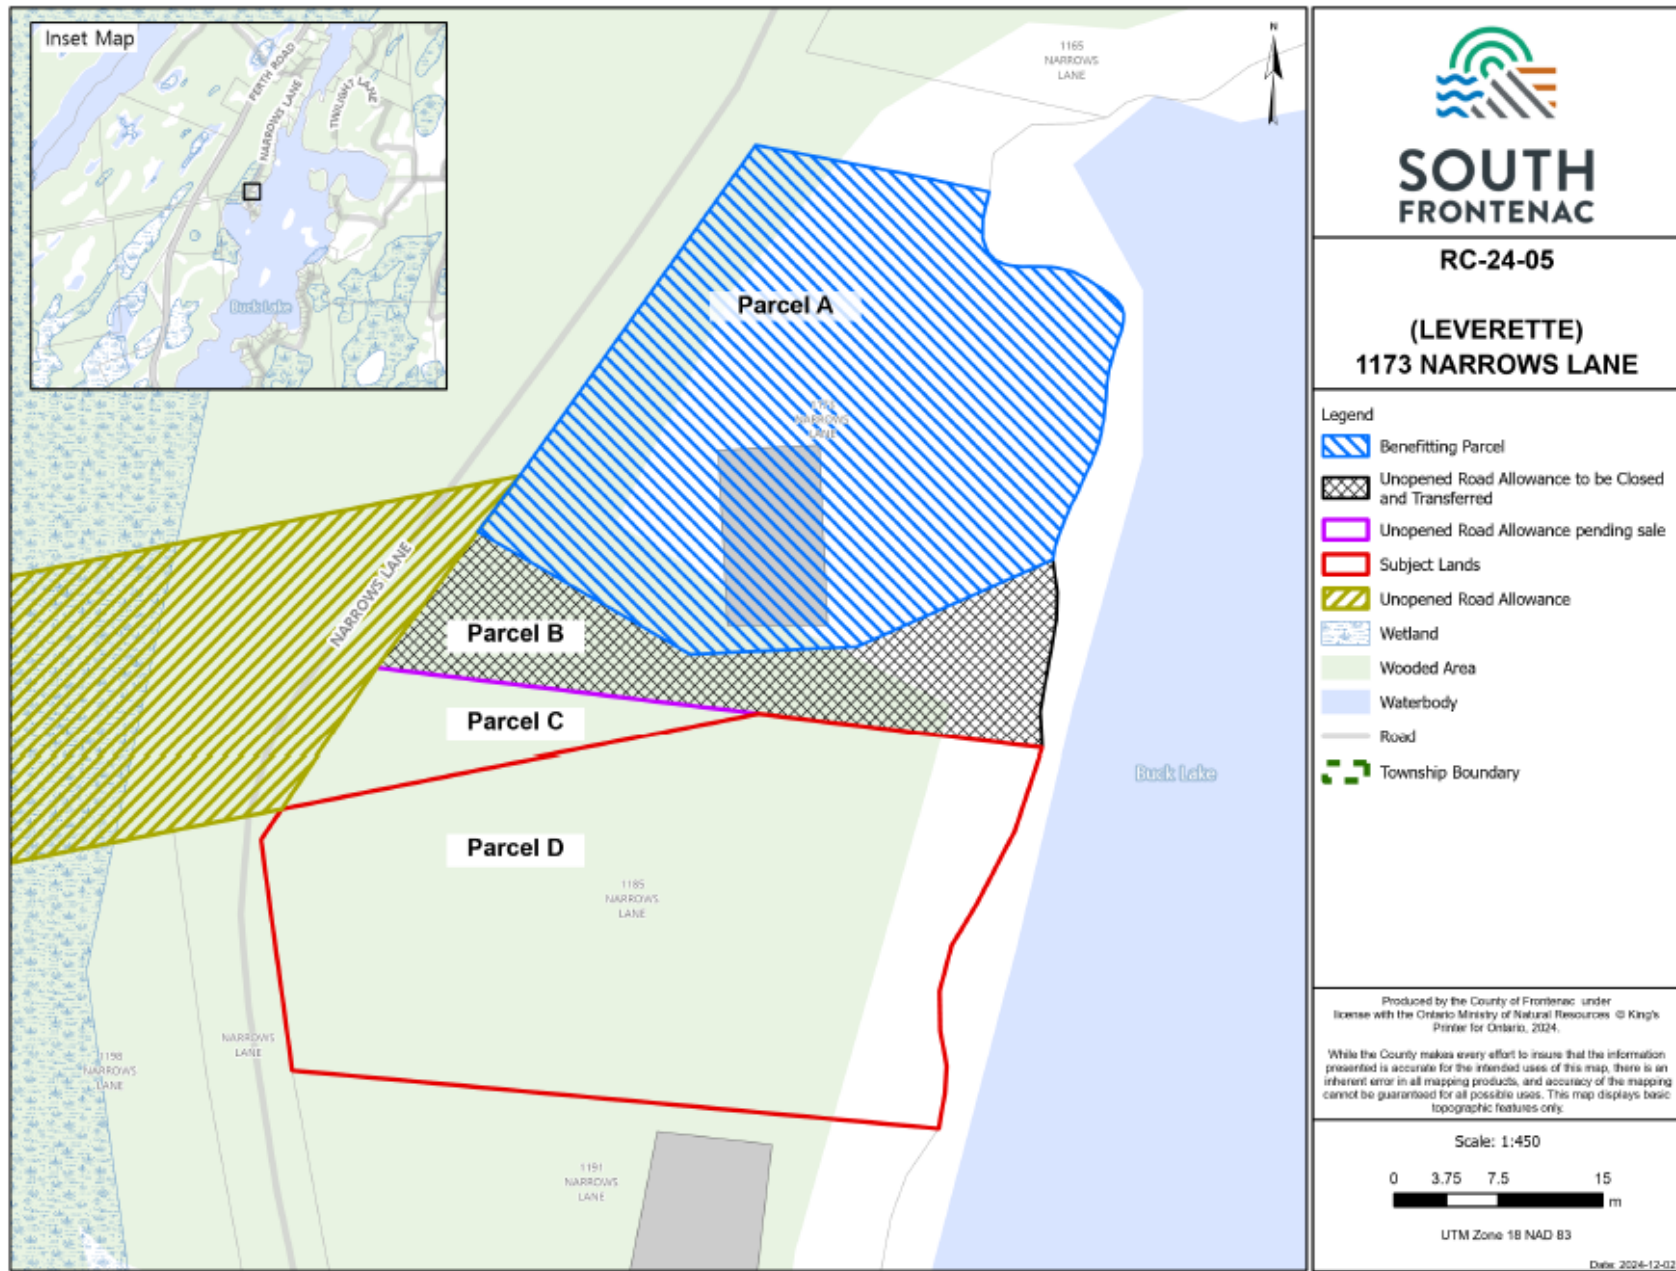 Inset Map
PERTH ROAD
NARROWS LANE
TWILIGHT LANE
Buck Lake
1165
NARROWS
LANE
N
Parcel A
NARROWS
LANE
NARROWS LANE
Parcel B
Parcel C
Buck Lake
Parcel D
1185
NARROWS
LANE
NARROWS
LANE
1198
NARROWS
LANE
1191
NARROWS
LANE
SOUTH
FRONTENAC
RC-24-05
(LEVERETTE)
1173 NARROWS LANE
Legend
Benefitting Parcel
Unopened Road Allowance to be Closed
and Transferred
Unopened Road Allowance pending sale
Subject Lands
Unopened Road Allowance
Wetland
Wooded Area
Waterbody
Road
Township Boundary
Produced by the County of Frontenac under
license with the Ontario Ministry of Natural Resources © King's
Printer for Ontario, 2024.
While the County makes every effort to insure that the information
presented is accurate for the intended uses of this map, there is an
inherent error in all mapping products, and accuracy of the mapping
cannot be guaranteed for all possible uses. This map displays basic
topographic features only.
Scale: 1:450
0 3.75 7.5 15
m
UTM Zone 18 NAD 83
Date: 2024-12-03